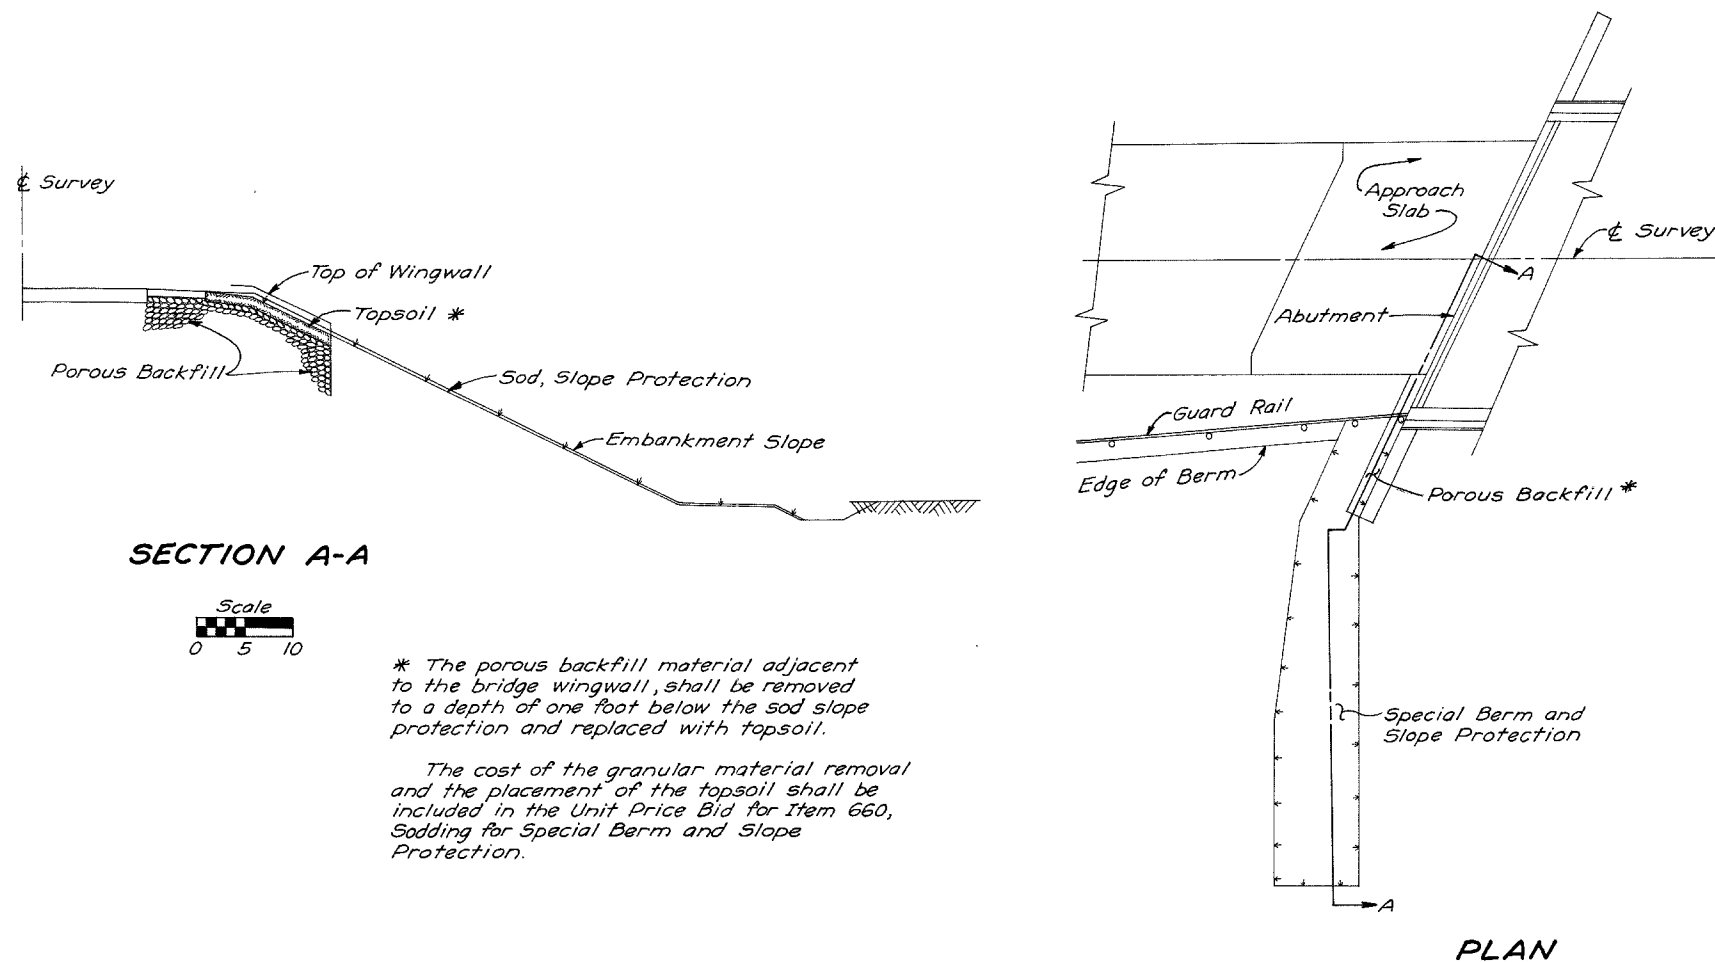 ℄ Survey
Top of Wingwall
Topsoil *
Porous Backfill
Sod, Slope Protection
Embankment Slope
SECTION A-A
Scale
0 5 10
* The porous backfill material adjacent
to the bridge wingwall, shall be removed
to a depth of one foot below the sod slope
protection and replaced with topsoil.
The cost of the granular material removal
and the placement of the topsoil shall be
included in the Unit Price Bid for Item 660,
Sodding for Special Berm and Slope
Protection.
Approach
Slab
℄ Survey
A
Abutment
Guard Rail
Edge of Berm
Porous Backfill *
Special Berm and
Slope Protection
A
PLAN